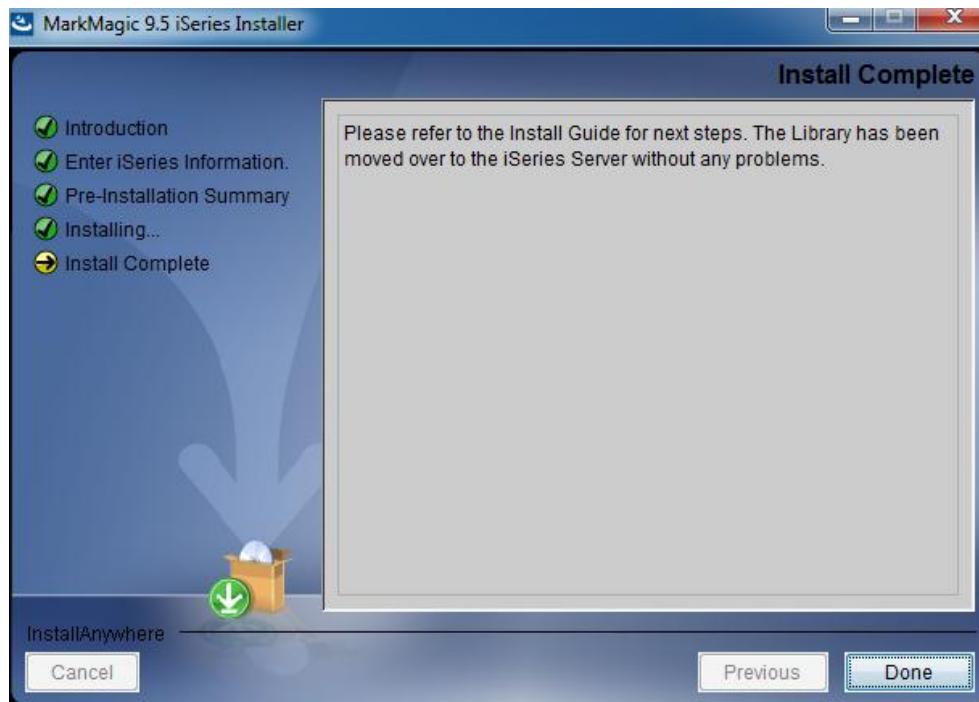 MarkMagic 9.5 iSeries Installer
Install Complete
Introduction
Enter iSeries Information.
Pre-Installation Summary
Installing...
Install Complete
Please refer to the Install Guide for next steps. The Library has been
moved over to the iSeries Server without any problems.
InstallAnywhere
Cancel
Previous
Done